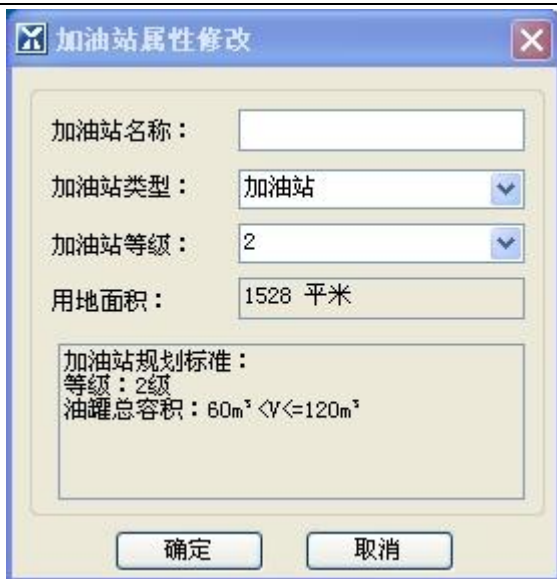 加油站属性修改
加油站名称：
加油站类型： 加油站
加油站等级： 2
用地面积： 1528 平米
加油站规划标准：
等级：2级
油罐总容积：60m³<V<=120m³
确定 取消